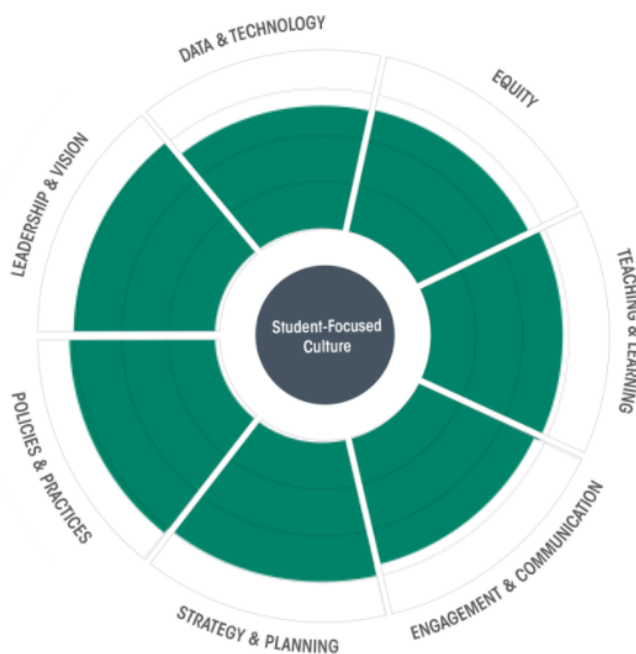 DATA & TECHNOLOGY
EQUITY
LEADERSHIP & VISION
TEACHING & LEARNING
Student-Focused
Culture
POLICIES & PRACTICES
ENGAGEMENT & COMMUNICATION
STRATEGY & PLANNING